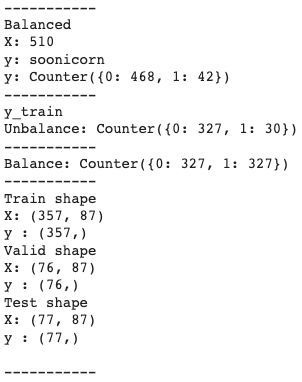 -----------
Balanced
X: 510
y: soonicorn
y: Counter({0: 468, 1: 42})
-----------
y_train
Unbalance: Counter({0: 327, 1: 30})
-----------
Balance: Counter({0: 327, 1: 327})
-----------
Train shape
X: (357, 87)
y : (357,)
Valid shape
X: (76, 87)
y : (76,)
Test shape
X: (77, 87)
y : (77,)
-----------